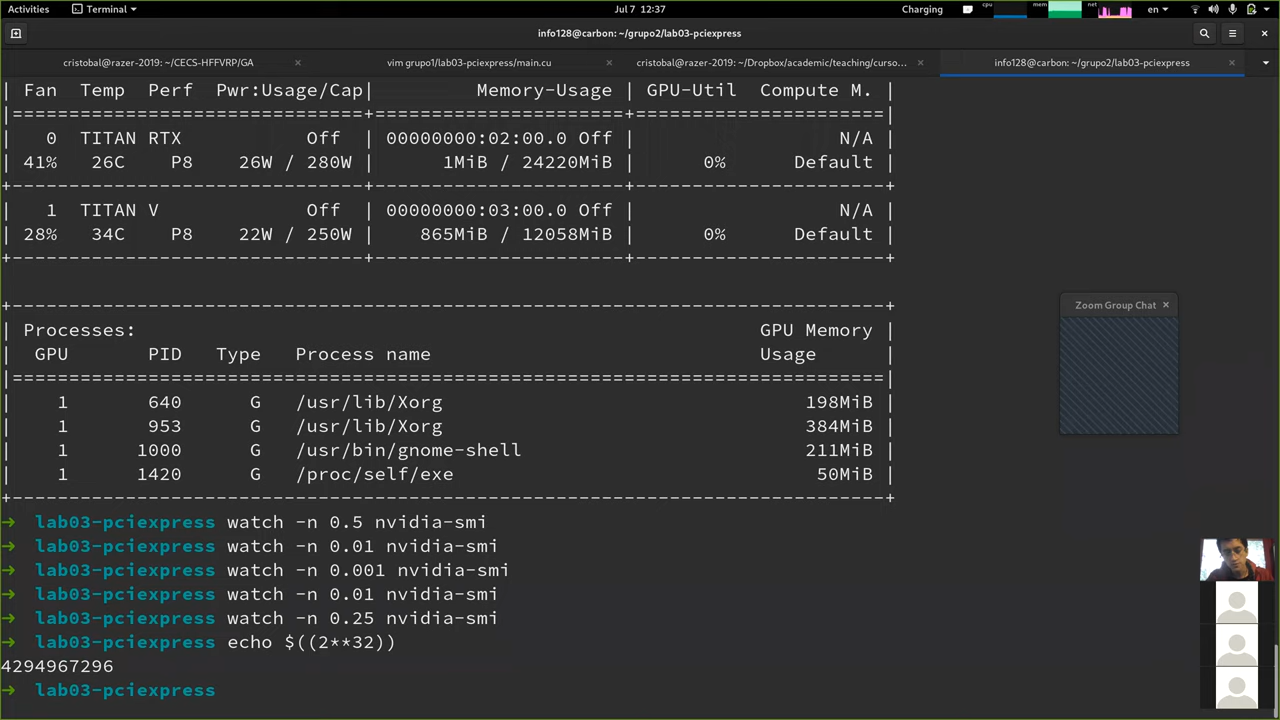 Activities Terminal Jul 7 12:37 Charging cpu mem net en
info128@carbon: ~/grupo2/lab03-pciexpress
cristobal@razer-2019: ~/CECS-HFFVRP/GA vim grupo1/lab03-pciexpress/main.cu cristobal@razer-2019: ~/Dropbox/academic/teaching/curso... info128@carbon: ~/grupo2/lab03-pciexpress
| Fan  Temp  Perf  Pwr:Usage/Cap|         Memory-Usage | GPU-Util  Compute M. |
|===============================+======================+======================|
|   0  TITAN RTX           Off  | 00000000:02:00.0 Off |                  N/A |
| 41%   26C    P8    26W / 280W |      1MiB / 24220MiB |      0%      Default |
+-------------------------------+----------------------+----------------------+
|   1  TITAN V             Off  | 00000000:03:00.0 Off |                  N/A |
| 28%   34C    P8    22W / 250W |    865MiB / 12058MiB |      0%      Default |
+-------------------------------+----------------------+----------------------+
+-----------------------------------------------------------------------------+
| Processes:                                                       GPU Memory |
|  GPU       PID   Type   Process name                             Usage      |
|=============================================================================|
|    1       640      G   /usr/lib/Xorg                                198MiB |
|    1       953      G   /usr/lib/Xorg                                384MiB |
|    1      1000      G   /usr/bin/gnome-shell                         211MiB |
|    1      1420      G   /proc/self/exe                                50MiB |
+-----------------------------------------------------------------------------+
→  lab03-pciexpress watch -n 0.5 nvidia-smi
→  lab03-pciexpress watch -n 0.01 nvidia-smi
→  lab03-pciexpress watch -n 0.001 nvidia-smi
→  lab03-pciexpress watch -n 0.01 nvidia-smi
→  lab03-pciexpress watch -n 0.25 nvidia-smi
→  lab03-pciexpress echo $((2**32))
4294967296
→  lab03-pciexpress
Zoom Group Chat